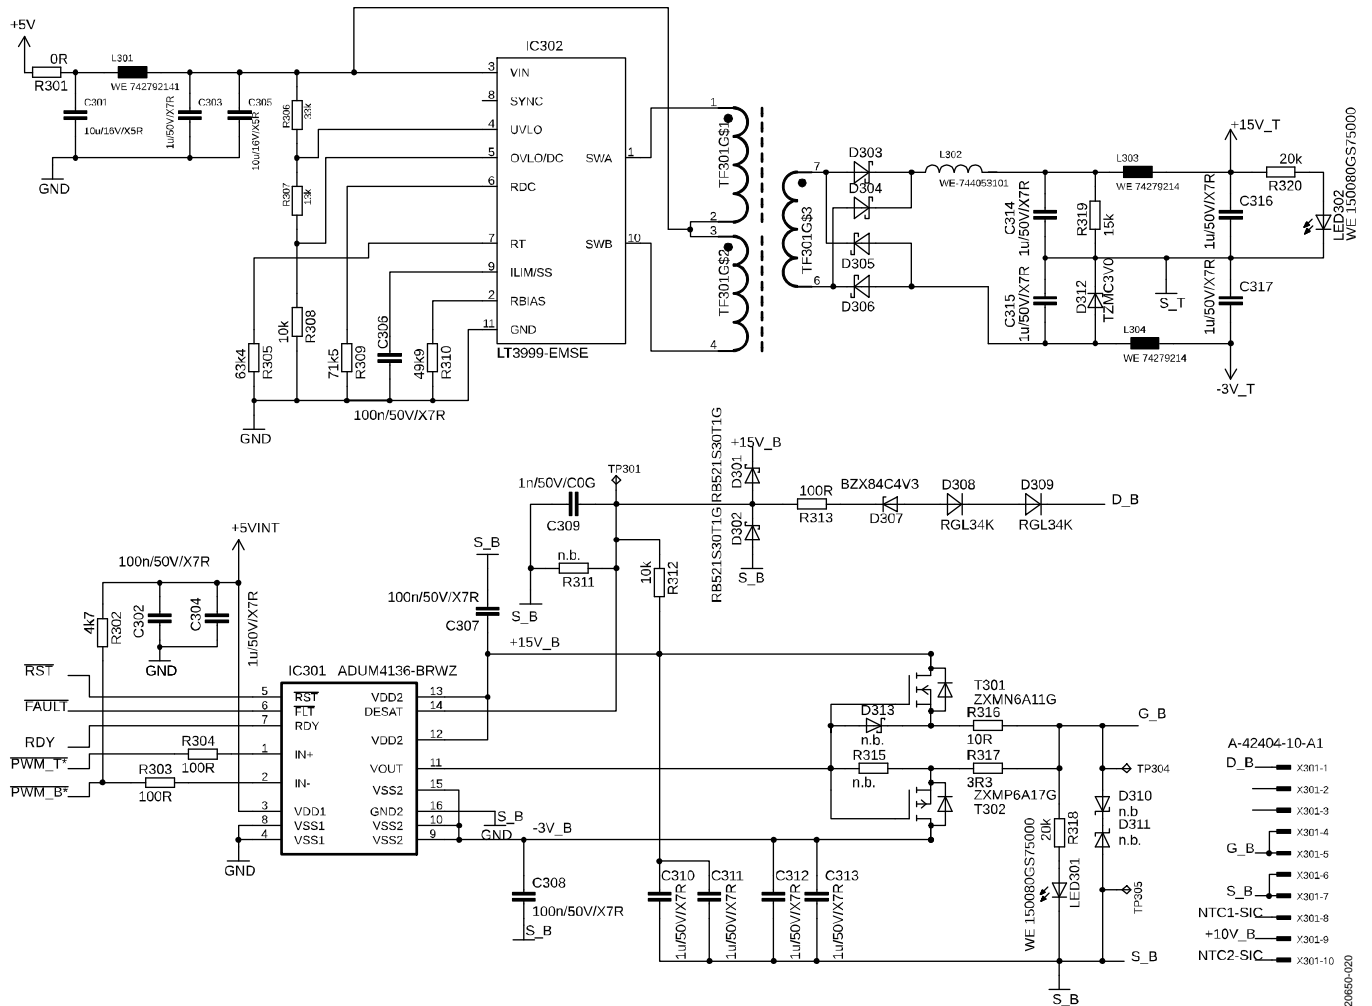 +5V
0R
R301
L301
WE 742792141
C301
10u/16V/X5R
C303
1u/50V/X7R
C305
10u/16V/X5R
GND
R306
33k
R307
13k
R308
10k
R305
63k4
R309
71k5
C306
100n/50V/X7R
R310
49k9
GND
IC302
3 VIN
8 SYNC
4 UVLO
5 OVLO/DC
6 RDC
7 RT
9 ILIM/SS
2 RBIAS
11 GND
SWA 1
SWB 10
LT3999-EMSE
1
2
3
4
TF301G$1
TF301G$2
TF301G$3
7
6
D303
D304
D305
D306
L302
WE-744053101
C314
1u/50V/X7R
C315
1u/50V/X7R
R319
15k
D312
TZMC3V0
L303
WE 74279214
L304
WE 74279214
S_T
+15V_T
-3V_T
C316
1u/50V/X7R
C317
1u/50V/X7R
20k
R320
LED302
WE 150080GS75000
TP301
1n/50V/C0G
C309
n.b.
R311
S_B
10k
R312
+15V_B
D301
RB521S30T1G
D302
RB521S30T1G
S_B
100R
R313
BZX84C4V3
D307
D308
RGL34K
D309
RGL34K
D_B
+5VINT
100n/50V/X7R
4k7
R302
C302
C304
1u/50V/X7R
GND
S_B
100n/50V/X7R
C307
+15V_B
RST
FAULT
RDY
PWM_T*
PWM_B*
R304
100R
R303
100R
IC301 ADUM4136-BRWZ
5 RST
6 FLT
7 RDY
1 IN+
2 IN-
3 VDD1
8 VSS1
4 VSS1
VDD2 13
DESAT 14
VDD2 12
VOUT 11
VSS2 15
GND2 16
VSS2 10
VSS2 9
GND
S_B
GND
-3V_B
C308
100n/50V/X7R
S_B
C310
1u/50V/X7R
C311
1u/50V/X7R
C312
1u/50V/X7R
C313
1u/50V/X7R
T301
ZXMN6A11G
D313
n.b.
R316
10R
R315
n.b.
R317
3R3
ZXMP6A17G
T302
G_B
TP304
D310
n.b
D311
n.b.
TP305
20k
R318
LED301
WE 150080GS75000
S_B
S_B
A-42404-10-A1
D_B X301-1
X301-2
X301-3
X301-4
G_B X301-5
X301-6
S_B X301-7
NTC1-SIC X301-8
+10V_B X301-9
NTC2-SIC X301-10
20650-020